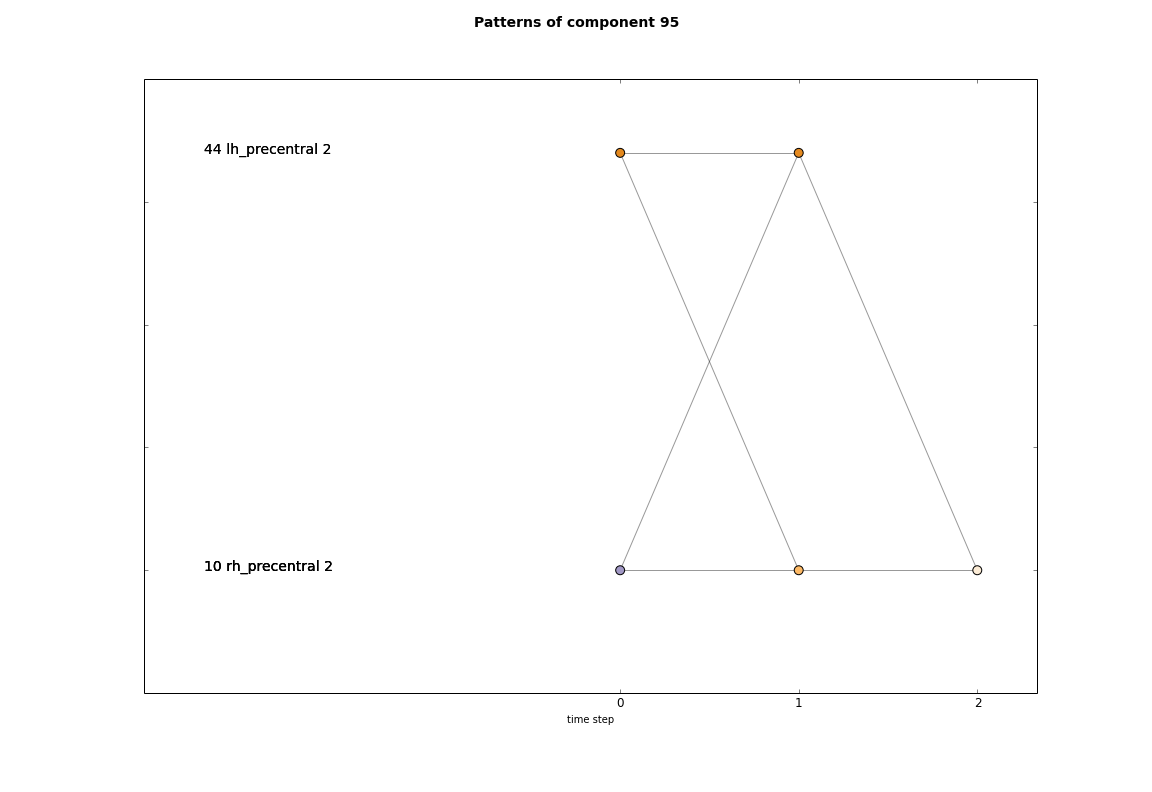 Patterns of component 95
44 lh_precentral 2
10 rh_precentral 2
0 1 2
time step